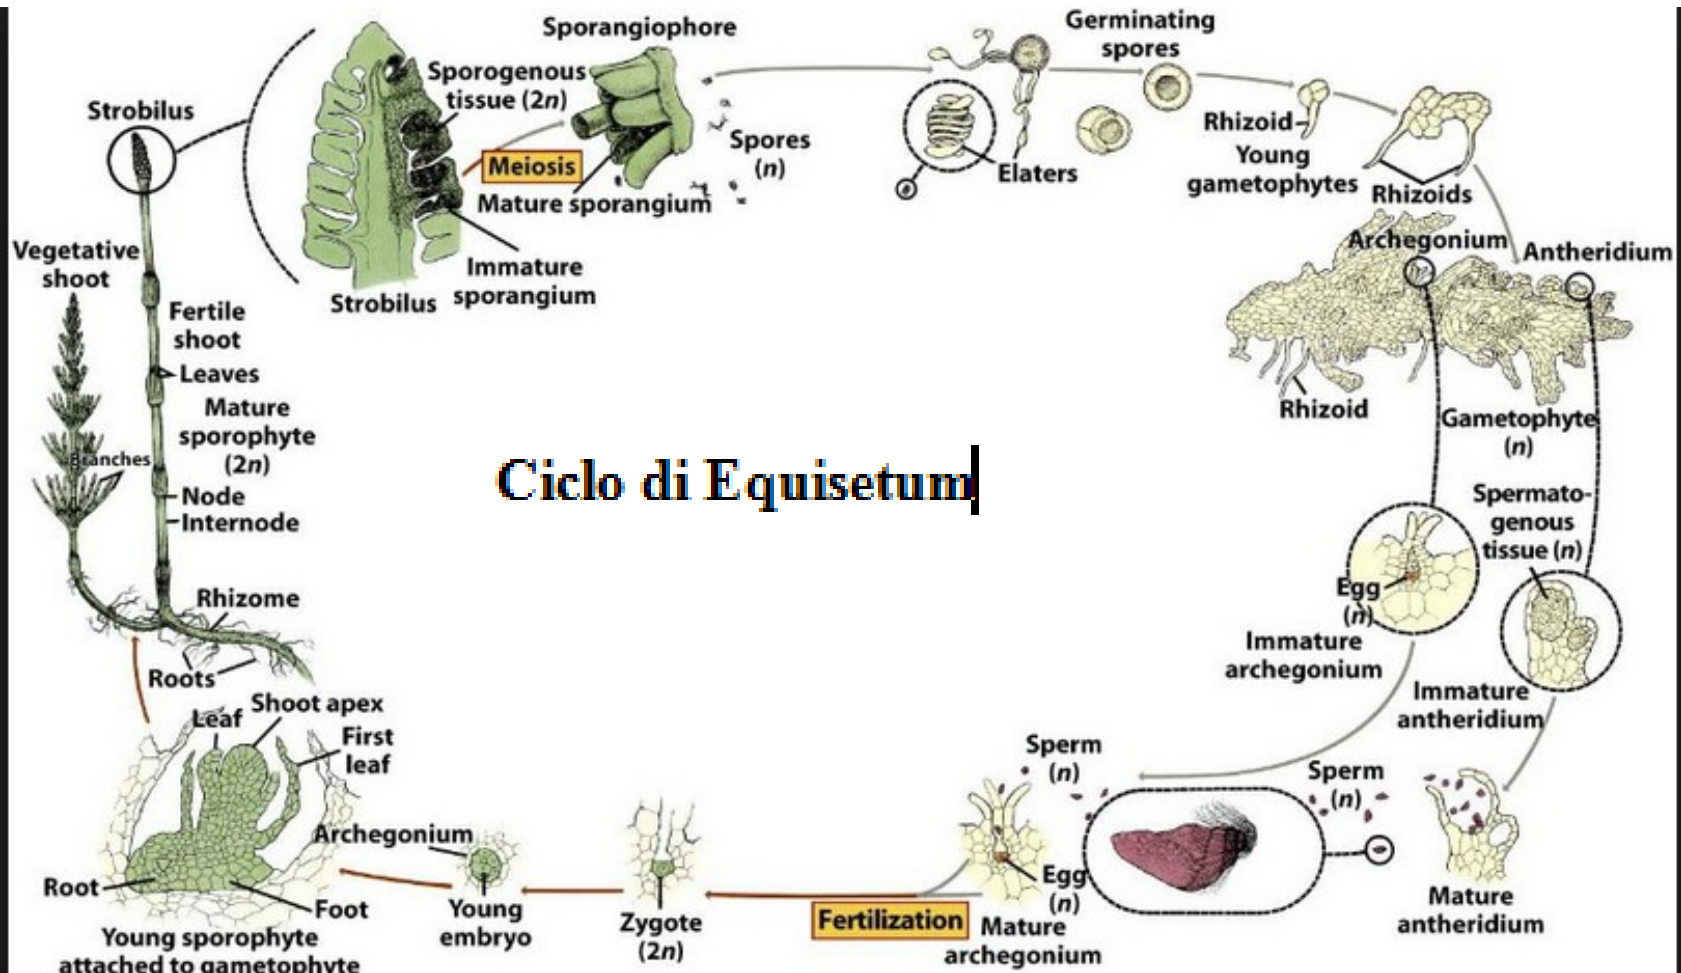 Strobilus
Sporogenous
tissue (2n)
Sporangiophore
Meiosis
Mature sporangium
Immature
sporangium
Strobilus
Spores
(n)
Elaters
Germinating
spores
Rhizoid
Young
gametophytes
Rhizoids
Archegonium
Antheridium
Rhizoid
Gametophyte
(n)
Spermato-
genous
tissue (n)
Egg
(n)
Immature
archegonium
Immature
antheridium
Mature
antheridium
Sperm
(n)
Sperm
(n)
Egg
(n)
Mature
archegonium
Fertilization
Zygote
(2n)
Archegonium
Young
embryo
Leaf
Shoot apex
First
leaf
Root
Foot
Young sporophyte
attached to gametophyte
Vegetative
shoot
Fertile
shoot
Leaves
Mature
sporophyte
(2n)
Branches
Node
Internode
Rhizome
Roots
Ciclo di Equisetum